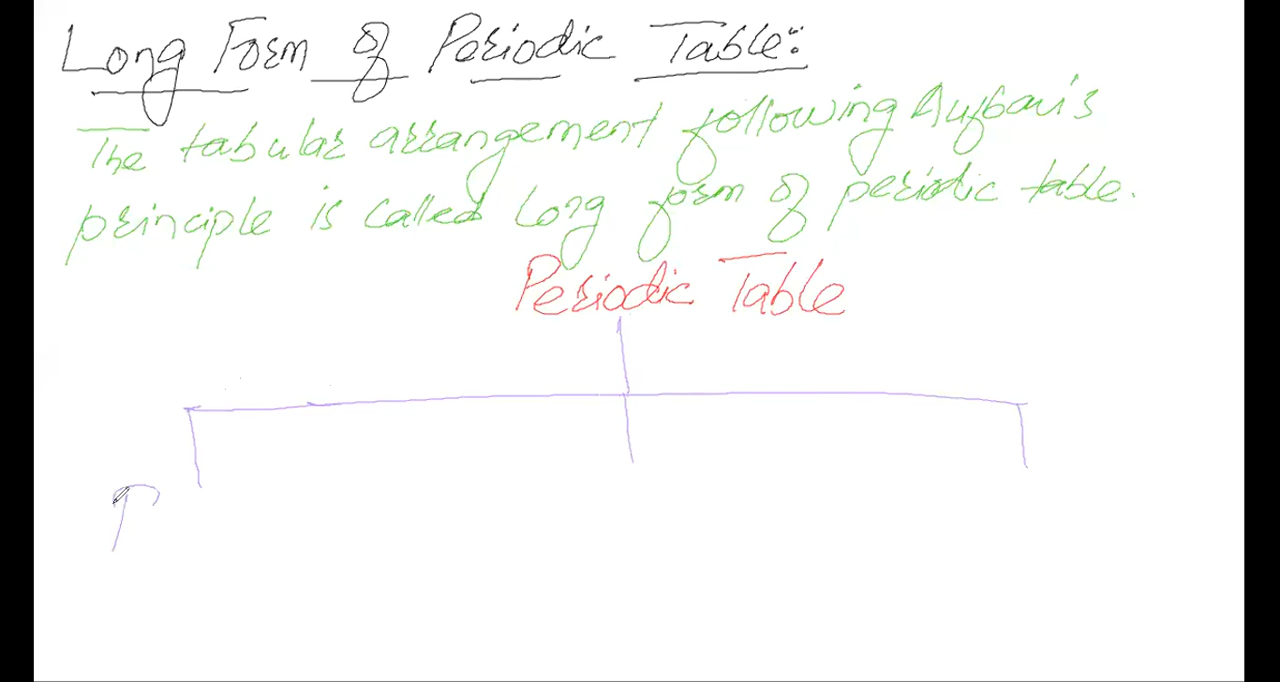 Long Form of Periodic Table:
The tabular arrangement following Aufbau's
principle is called Long form of periodic table.
Periodic Table
P